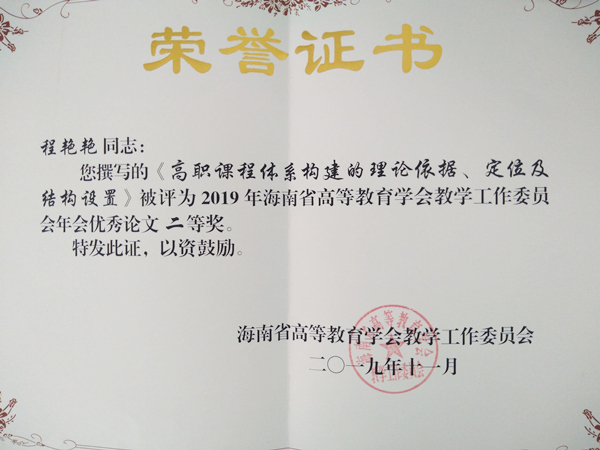 荣誉证书
程艳艳 同志：
您撰写的《高职课程体系构建的理论依据、定位及
结构设置》被评为 2019 年海南省高等教育学会教学工作委员
会年会优秀论文 二等奖。
特发此证，以资鼓励。
海南省高等教育学会教学工作委员会
二〇一九年十一月